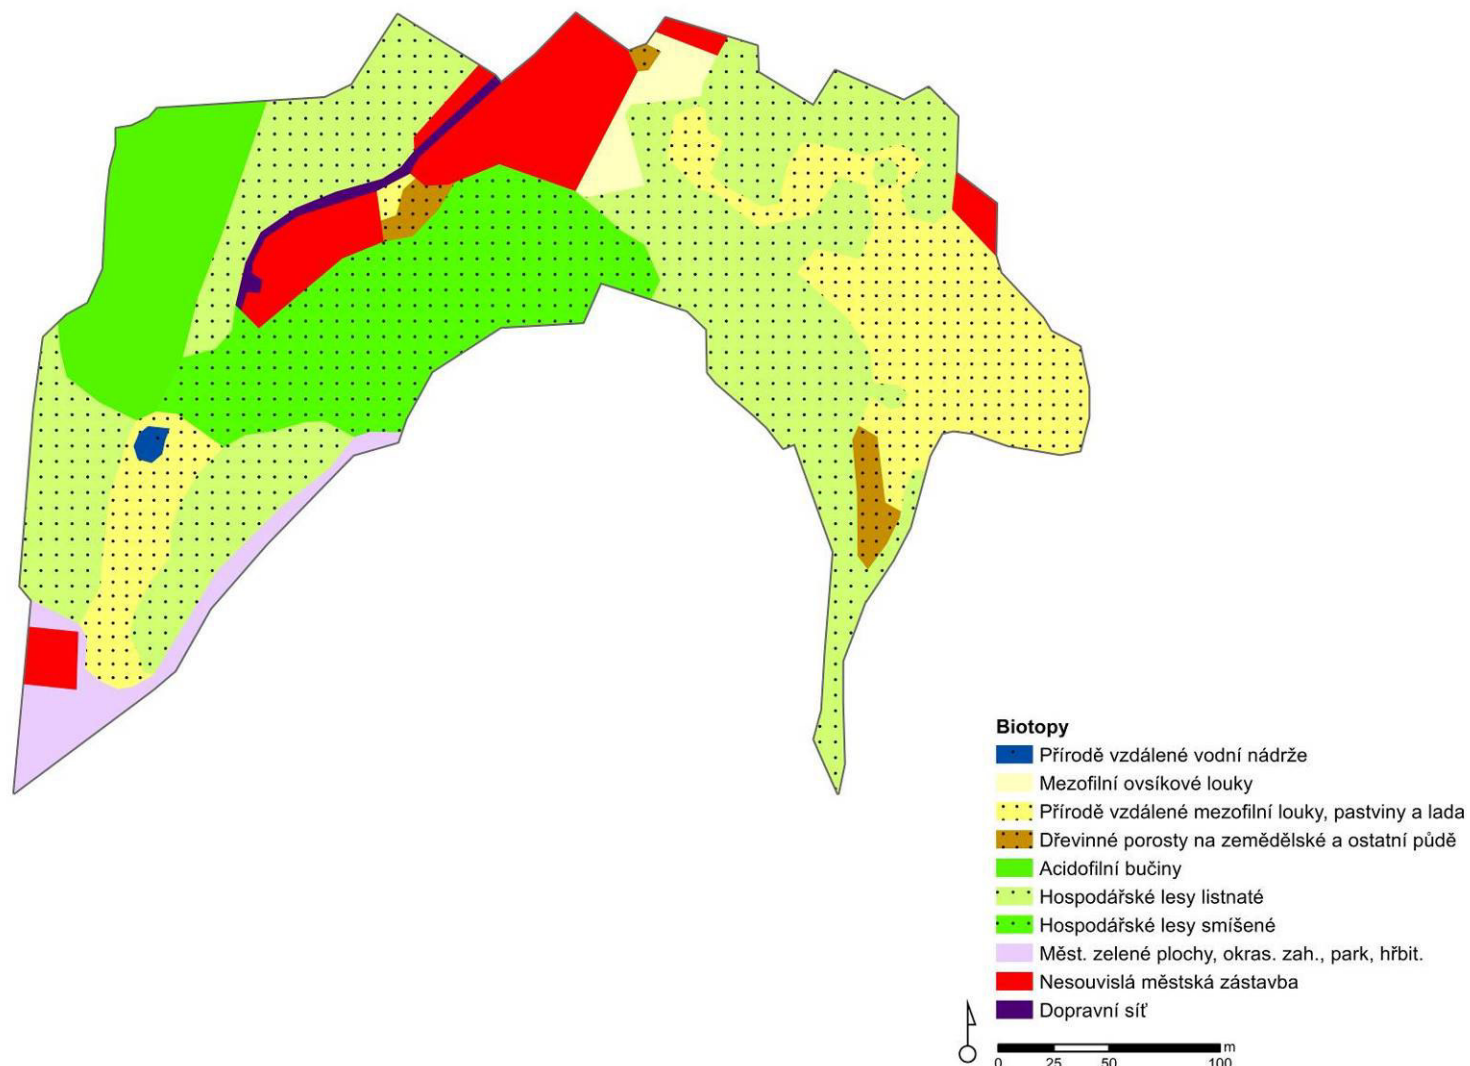 Biotopy
Přírodě vzdálené vodní nádrže
Mezofilní ovsíkové louky
Přírodě vzdálené mezofilní louky, pastviny a lada
Dřevinné porosty na zemědělské a ostatní půdě
Acidofilní bučiny
Hospodářské lesy listnaté
Hospodářské lesy smíšené
Měst. zelené plochy, okras. zah., park, hřbit.
Nesouvislá městská zástavba
Dopravní síť
m
0 25 50 100